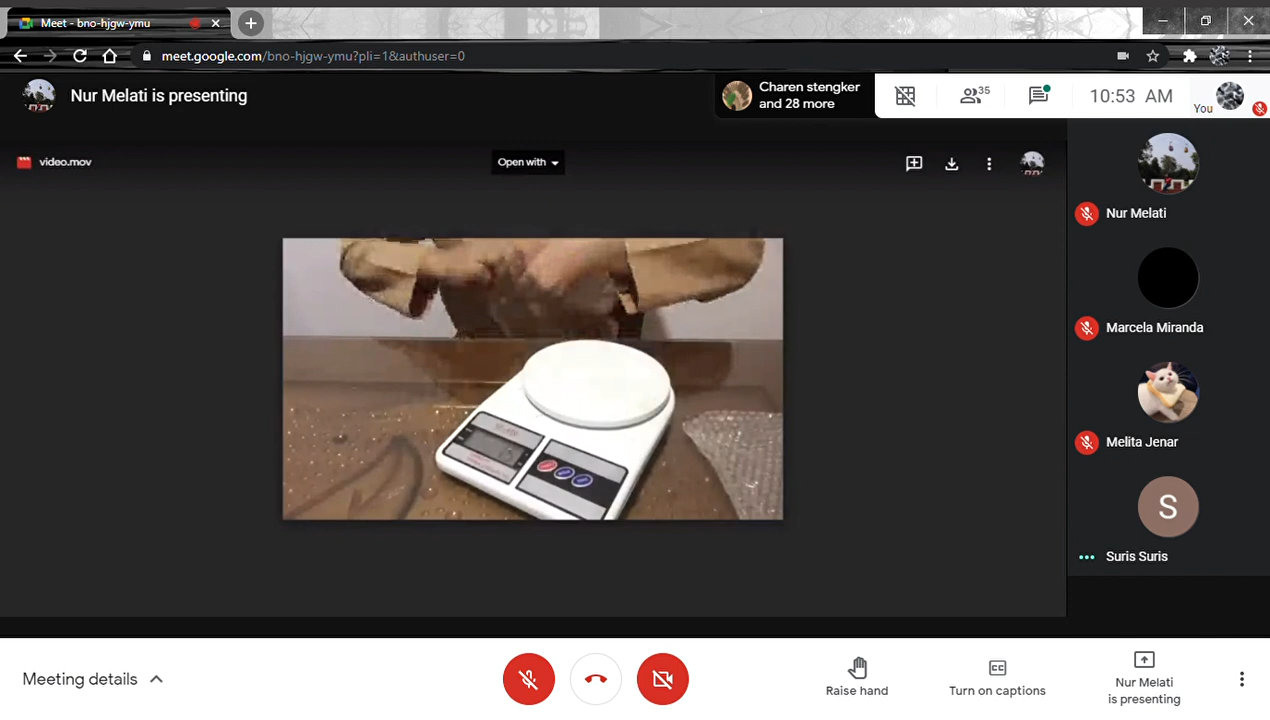 Meet - bno-hjgw-ymu
meet.google.com/bno-hjgw-ymu?pli=1&authuser=0
Nur Melati is presenting
Charen stengker
and 28 more
35
10:53 AM
You
video.mov
Open with
Nur Melati
Marcela Miranda
Melita Jenar
S
Suris Suris
Meeting details
Raise hand
CC
Turn on captions
Nur Melati
is presenting